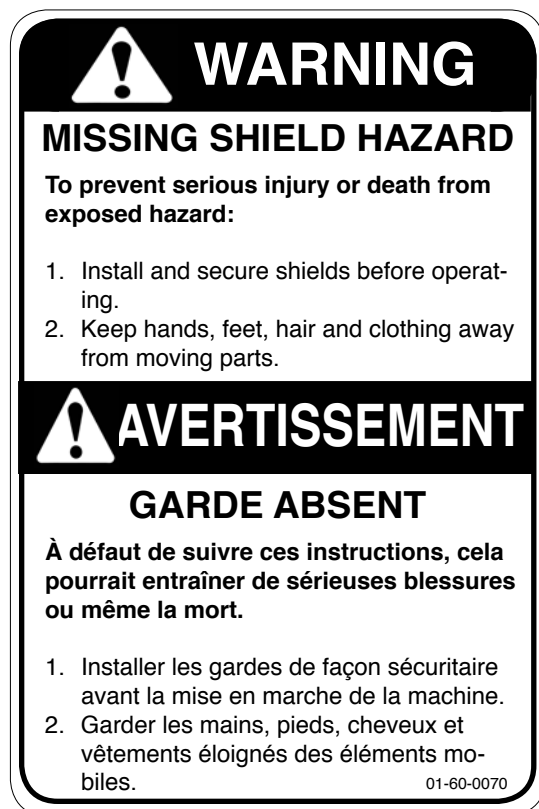 WARNING
MISSING SHIELD HAZARD
To prevent serious injury or death from
exposed hazard:
1. Install and secure shields before operat-
ing.
2. Keep hands, feet, hair and clothing away
from moving parts.
AVERTISSEMENT
GARDE ABSENT
À défaut de suivre ces instructions, cela
pourrait entraîner de sérieuses blessures
ou même la mort.
1. Installer les gardes de façon sécuritaire
avant la mise en marche de la machine.
2. Garder les mains, pieds, cheveux et
vêtements éloignés des éléments mo-
biles.
01-60-0070